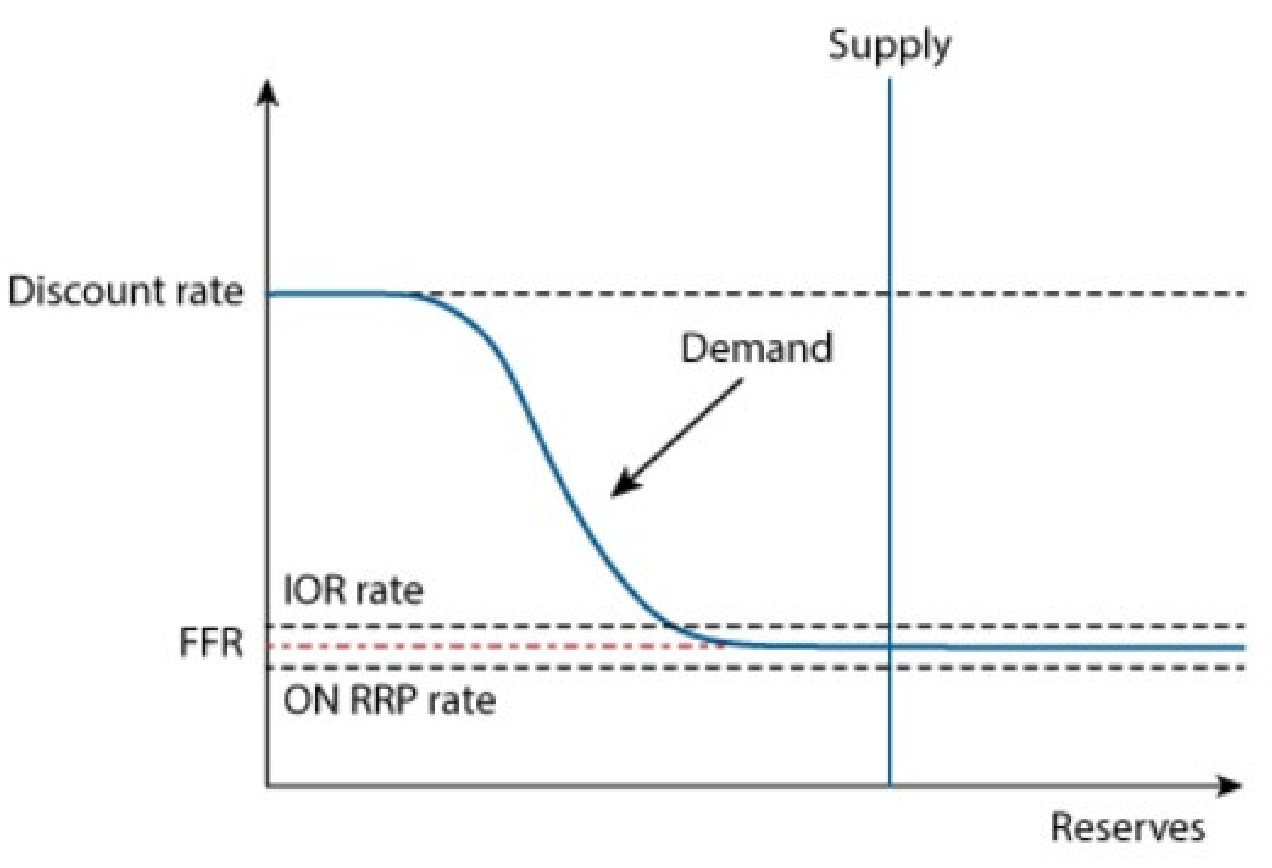 Supply
Discount rate
Demand
IOR rate
FFR
ON RRP rate
Reserves